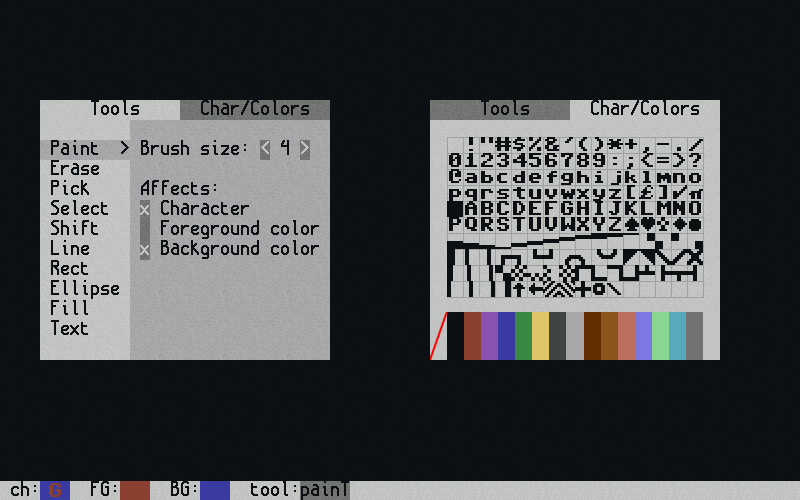 Tools Char/Colors
Paint > Brush size: < 4 >
Erase
Pick Affects:
Select x Character
Shift Foreground color
Line x Background color
Rect
Ellipse
Fill
Text
Tools Char/Colors
!"#$%&´()*+,-./
0123456789:;<=>?
@abcdefghijklmno
pqrstuvwxyz[£]
ABCDEFGHIJKLMNO
PQRSTUVWXYZ♠♥♣♦●
ch: G FG: BG: tool:painT